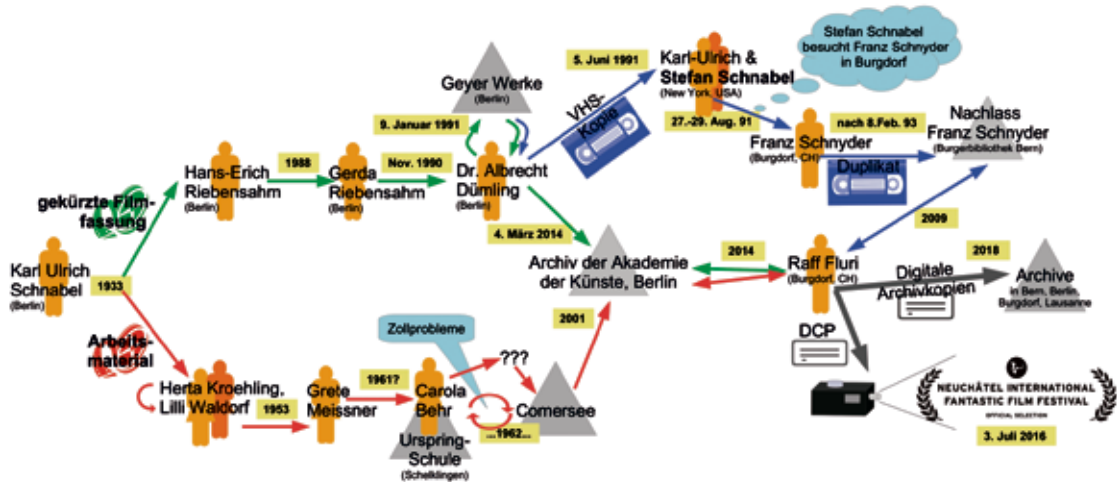 Stefan Schnabel
besucht Franz Schnyder
in Burgdorf
5. Juni 1991
Karl-Ulrich &
Stefan Schnabel
(New York, USA)
Geyer Werke
(Berlin)
VHS-
Kopie
27.-29. Aug. 91
nach 8.Feb. 93
Nachlass
Franz Schnyder
(Burgerbibliothek Bern)
9. Januar 1991
Franz Schnyder
(Burgdorf, CH)
Duplikat
Hans-Erich
Riebensahm
(Berlin)
1988
Gerda
Riebensahm
(Berlin)
Nov. 1990
Dr. Albrecht
Dümling
(Berlin)
gekürzte Film-
fassung
4. März 2014
2009
Karl Ulrich
Schnabel
(Berlin)
1933
Archiv der Akademie
der Künste, Berlin
2014
Raff Fluri
(Burgdorf, CH)
2018
Digitale
Archivkopien
Archive
in Bern, Berlin,
Burgdorf, Lausanne
Arbeits-
material
Zollprobleme
2001
DCP
???
Herta Kroehling,
Lilli Waldorf
1953
Grete
Meissner
1961?
Carola
Behr
Comersee
...1962...
Urspring-
Schule
(Schelklingen)
NEUCHÂTEL INTERNATIONAL
FANTASTIC FILM FESTIVAL
OFFICIAL SELECTION
3. Juli 2016